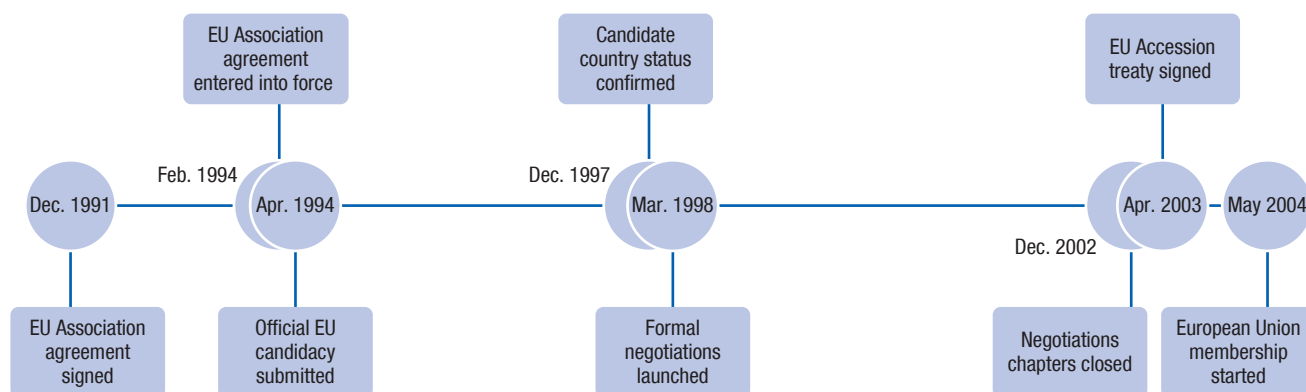 EU Association
agreement
entered into force
Candidate
country status
confirmed
EU Accession
treaty signed
Feb. 1994
Dec. 1997
Dec. 1991
Apr. 1994
Mar. 1998
Apr. 2003
May 2004
Dec. 2002
EU Association
agreement
signed
Official EU
candidacy
submitted
Formal
negotiations
launched
Negotiations
chapters closed
European Union
membership
started